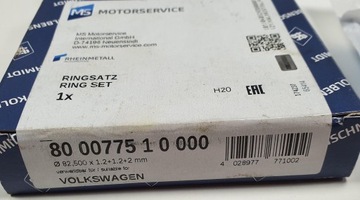 MS MOTORSERVICE
MS Motorservice
International GmbH
D-74196 Neuenstadt
www.ms-motorservice.com
RHEINMETALL
RINGSATZ
RING SET
1x
H20
EAC
KOLBENSCHMIDT
80 00775 1 0 000
Ø 82,500 x 1.2+1.2+2 mm
verwendbar für / suitable for
VOLKSWAGEN
4 028977 771002